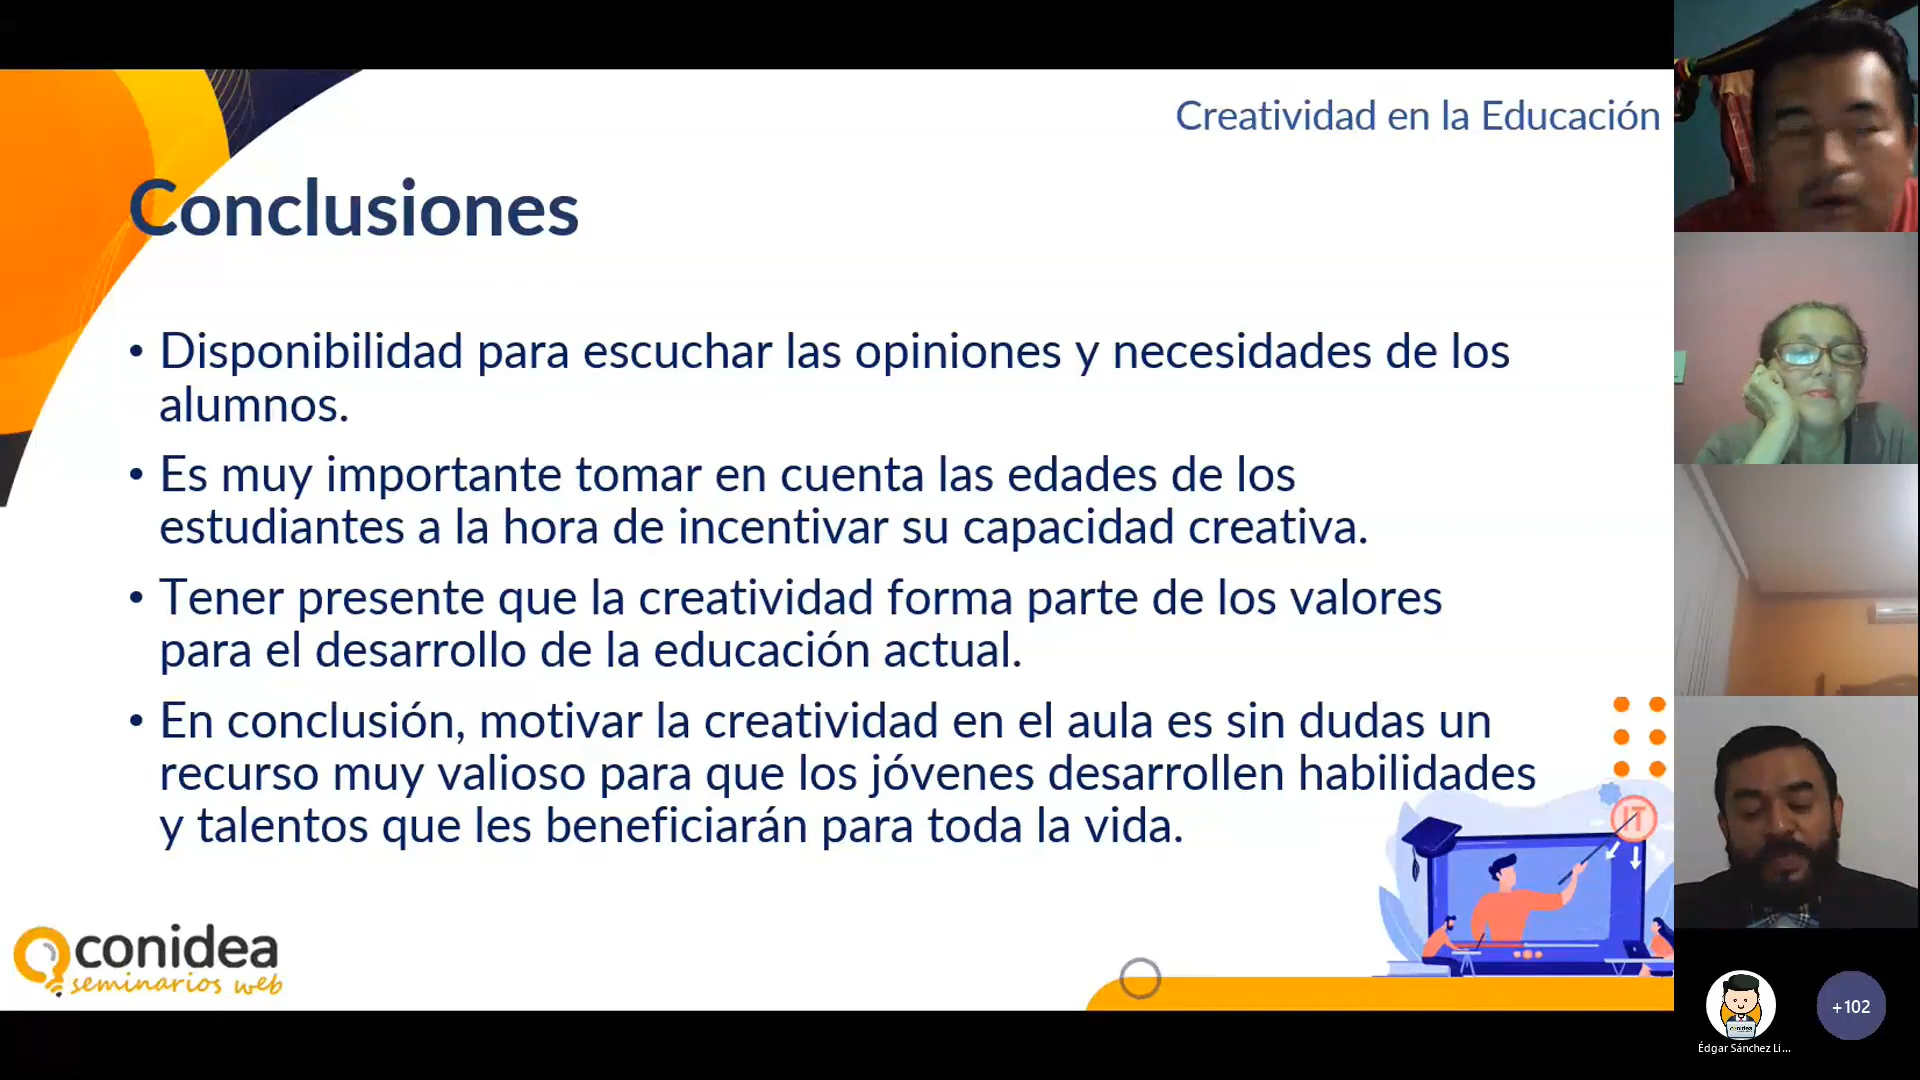 Creatividad en la Educación
Conclusiones
• Disponibilidad para escuchar las opiniones y necesidades de los
alumnos.
• Es muy importante tomar en cuenta las edades de los
estudiantes a la hora de incentivar su capacidad creativa.
• Tener presente que la creatividad forma parte de los valores
para el desarrollo de la educación actual.
• En conclusión, motivar la creatividad en el aula es sin dudas un
recurso muy valioso para que los jóvenes desarrollen habilidades
y talentos que les beneficiarán para toda la vida.
IT
conidea
seminarios web
conidea
+102
Édgar Sánchez Li...